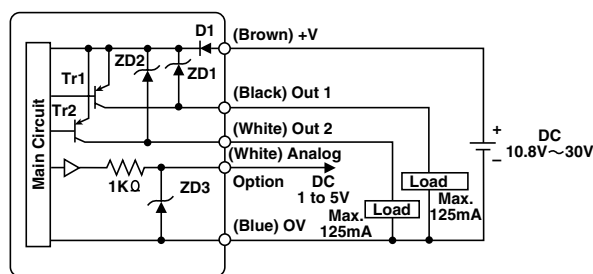 D1
(Brown) +V
ZD2
ZD1
Tr1
(Black) Out 1
Tr2
(White) Out 2
Main Circuit
(White) Analog
Option
1KΩ
ZD3
DC
1 to 5V
Load
Max.
125mA
Load
Max.
125mA
(Blue) OV
+
DC
10.8V～30V
−